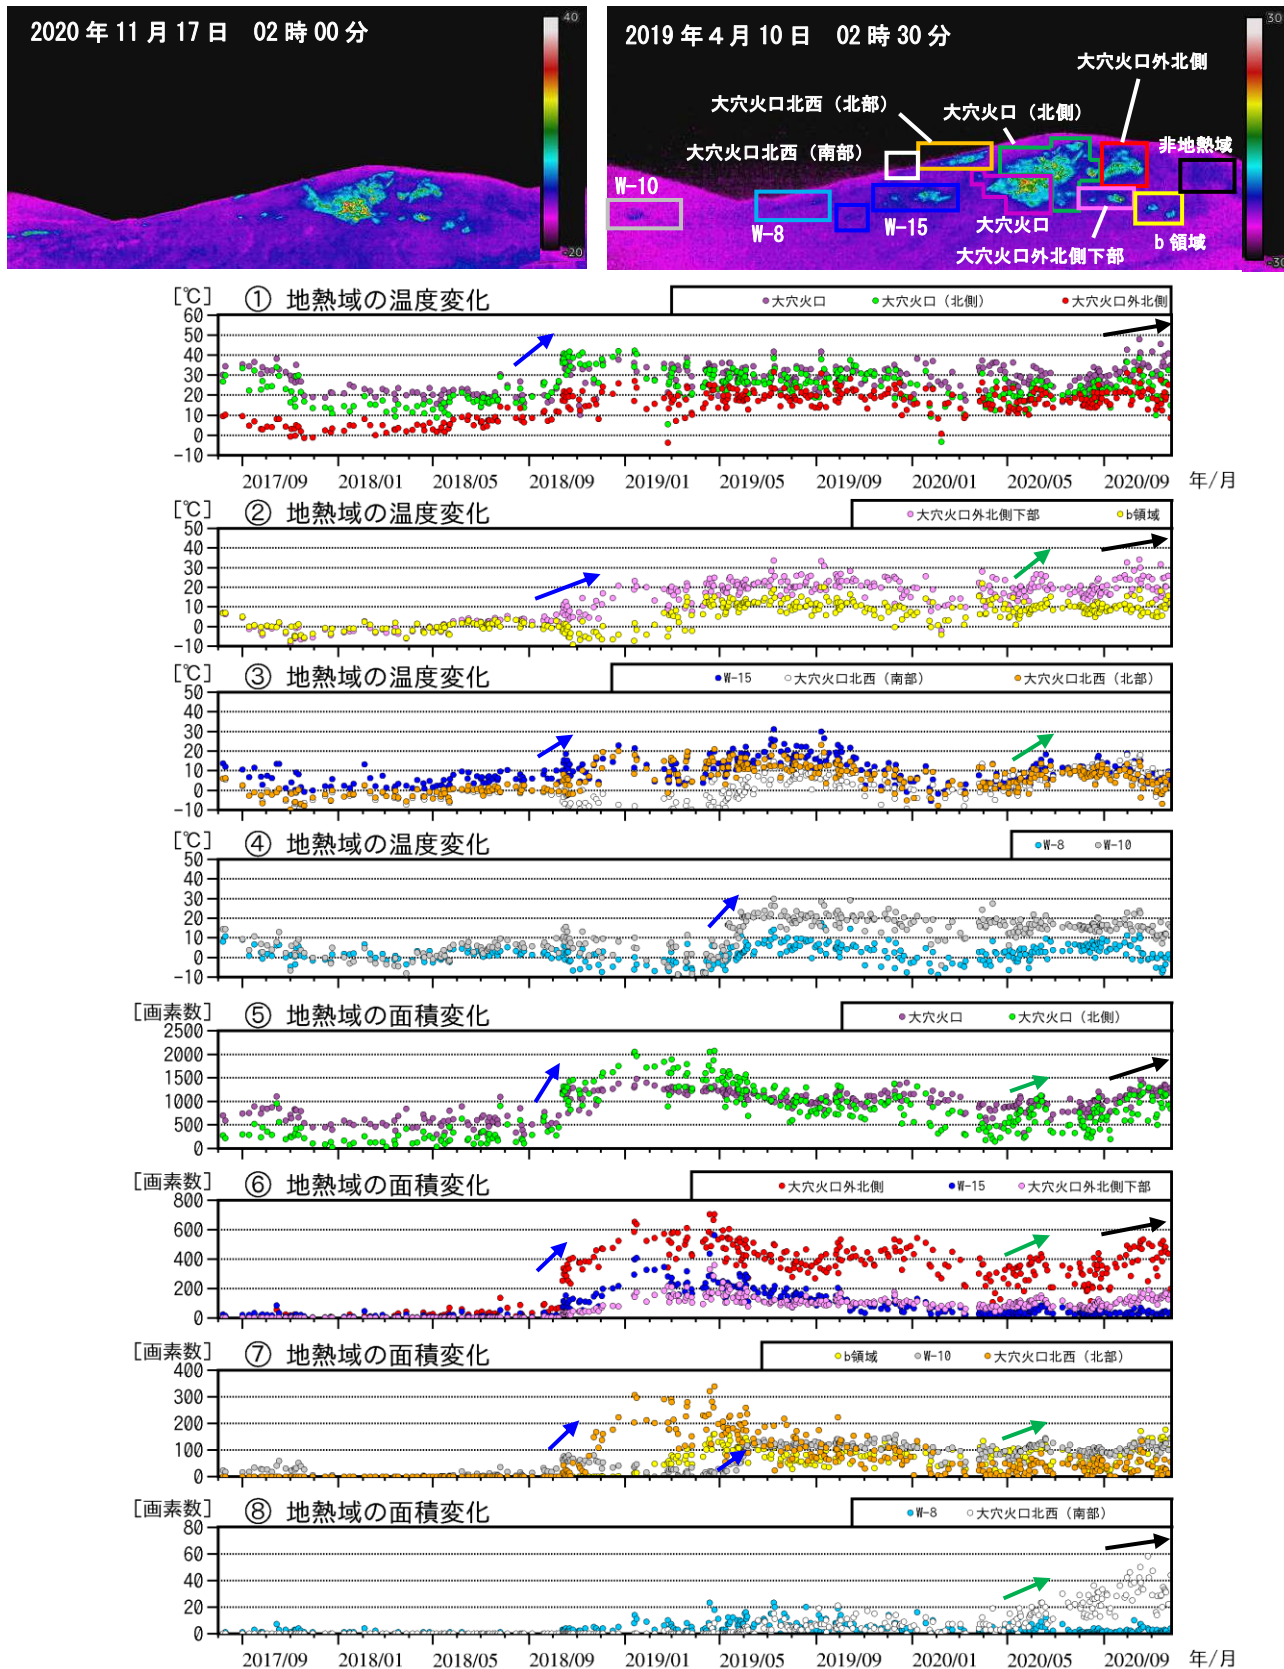 2020年11月17日　02時00分
40
-20
2019年4月10日　02時30分
30
-30
大穴火口外北側
大穴火口北西（北部）
大穴火口（北側）
大穴火口北西（南部）
非地熱域
W-10
W-8
W-15
大穴火口
大穴火口外北側下部
b領域
[℃]
① 地熱域の温度変化
大穴火口
大穴火口（北側）
大穴火口外北側
60
50
40
30
20
10
0
-10
2017/09 2018/01 2018/05 2018/09 2019/01 2019/05 2019/09 2020/01 2020/05 2020/09 年/月
[℃]
② 地熱域の温度変化
大穴火口外北側下部
b領域
50
40
30
20
10
0
-10
[℃]
③ 地熱域の温度変化
W-15
大穴火口北西（南部）
大穴火口北西（北部）
50
40
30
20
10
0
-10
[℃]
④ 地熱域の温度変化
W-8
W-10
50
40
30
20
10
0
-10
[画素数]
⑤ 地熱域の面積変化
大穴火口
大穴火口（北側）
2500
2000
1500
1000
500
0
[画素数]
⑥ 地熱域の面積変化
大穴火口外北側
W-15
大穴火口外北側下部
800
600
400
200
0
[画素数]
⑦ 地熱域の面積変化
b領域
W-10
大穴火口北西（北部）
400
300
200
100
0
[画素数]
⑧ 地熱域の面積変化
W-8
大穴火口北西（南部）
80
60
40
20
0
2017/09 2018/01 2018/05 2018/09 2019/01 2019/05 2019/09 2020/01 2020/05 2020/09 年/月